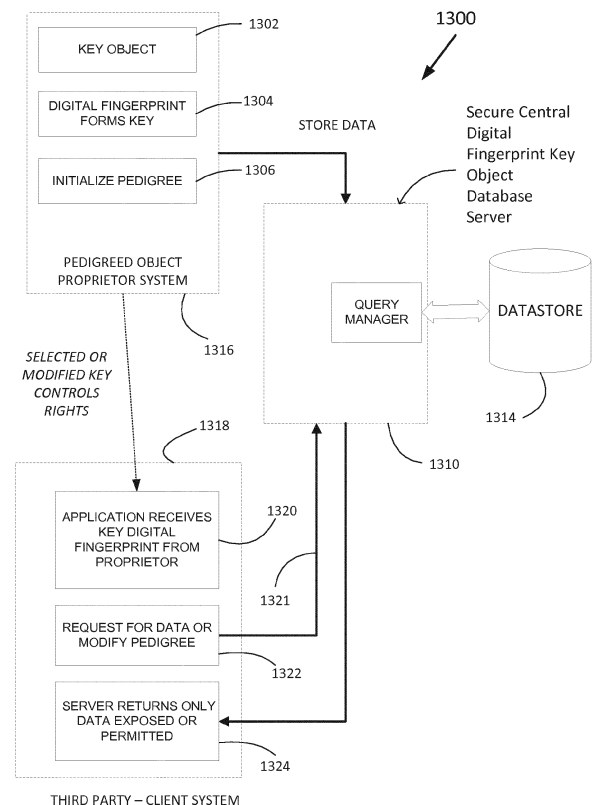 1300
1302
KEY OBJECT
1304
DIGITAL FINGERPRINT
FORMS KEY
1306
INITIALIZE PEDIGREE
PEDIGREED OBJECT
PROPRIETOR SYSTEM
1316
STORE DATA
Secure Central
Digital
Fingerprint Key
Object
Database
Server
QUERY
MANAGER
DATASTORE
1314
1310
SELECTED OR
MODIFIED KEY
CONTROLS
RIGHTS
1318
APPLICATION RECEIVES
KEY DIGITAL
FINGERPRINT FROM
PROPRIETOR
1320
1321
REQUEST FOR DATA OR
MODIFY PEDIGREE
1322
SERVER RETURNS ONLY
DATA EXPOSED OR
PERMITTED
1324
THIRD PARTY – CLIENT SYSTEM